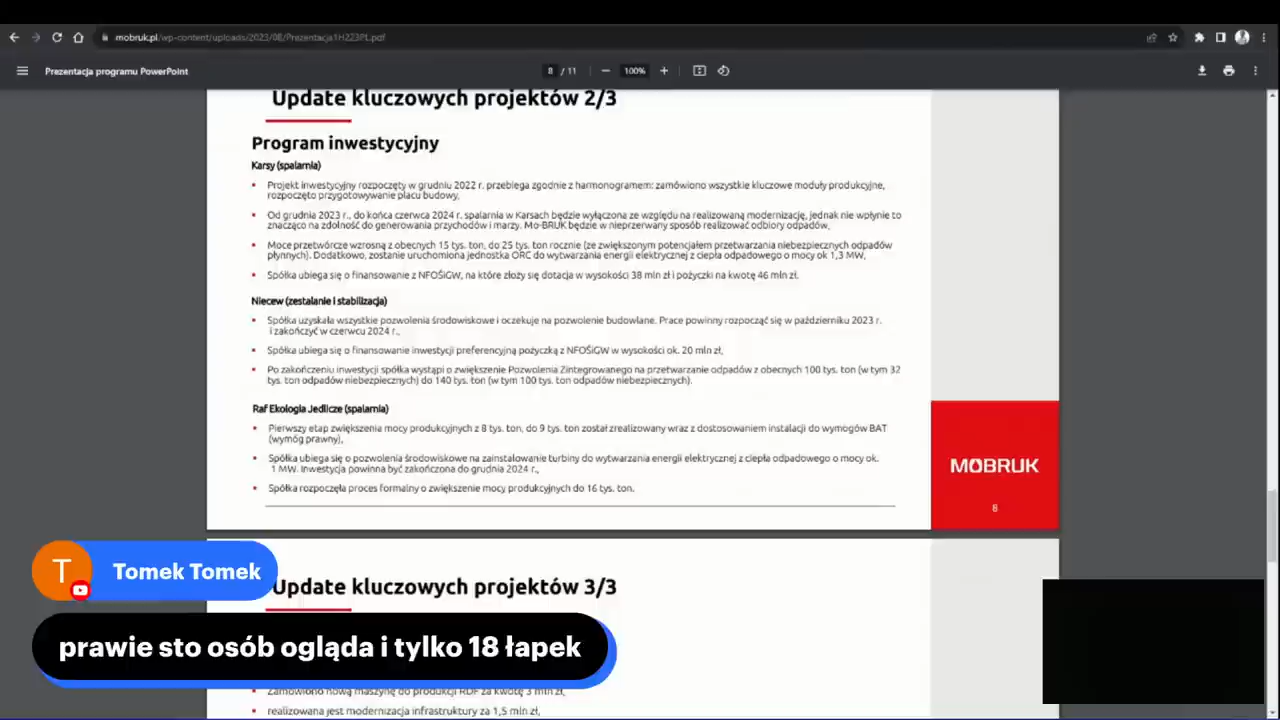 mobruk.pl/wp-content/uploads/2023/08/Prezentacja1H223PL.pdf
Prezentacja programu PowerPoint
8 / 11
100%
Update kluczowych projektów 2/3
Program inwestycyjny
Karsy (spalarnia)
Projekt inwestycyjny rozpoczęty w grudniu 2022 r. przebiega zgodnie z harmonogramem: zamówiono wszystkie kluczowe moduły produkcyjne,
rozpoczęto przygotowywanie placu budowy,
Od grudnia 2023 r., do końca czerwca 2024 r. spalarnia w Karsach będzie wyłączona ze względu na realizowaną modernizację, jednak nie wpłynie to
znacząco na zdolność do generowania przychodów i marży. Mo-BRUK będzie w nieprzerwany sposób realizować odbiory odpadów,
Moce przetwórcze wzrosną z obecnych 15 tys. ton, do 25 tys. ton rocznie (ze zwiększonym potencjałem przetwarzania niebezpiecznych odpadów
płynnych). Dodatkowo, zostanie uruchomiona jednostka ORC do wytwarzania energii elektrycznej z ciepła odpadowego o mocy ok 1,3 MW,
Spółka ubiega się o finansowanie z NFOŚiGW, na które złoży się dotacja w wysokości 38 mln zł i pożyczki na kwotę 46 mln zł.
Niecew (zestalanie i stabilizacja)
Spółka uzyskała wszystkie pozwolenia środowiskowe i oczekuje na pozwolenie budowlane. Prace powinny rozpocząć się w październiku 2023 r.
i zakończyć w czerwcu 2024 r.,
Spółka ubiega się o finansowanie inwestycji preferencyjną pożyczką z NFOŚiGW w wysokości ok. 20 mln zł,
Po zakończeniu inwestycji spółka wystąpi o zwiększenie Pozwolenia Zintegrowanego na przetwarzanie odpadów z obecnych 100 tys. ton (w tym 32
tys. ton odpadów niebezpiecznych) do 140 tys. ton (w tym 100 tys. ton odpadów niebezpiecznych).
Raf Ekologia Jedlicze (spalarnia)
Pierwszy etap zwiększenia mocy produkcyjnych z 8 tys. ton, do 9 tys. ton został zrealizowany wraz z dostosowaniem instalacji do wymogów BAT
(wymóg prawny),
Spółka ubiega się o pozwolenia środowiskowe na zainstalowanie turbiny do wytwarzania energii elektrycznej z ciepła odpadowego o mocy ok.
1 MW. Inwestycja powinna być zakończona do grudnia 2024 r.,
Spółka rozpoczęła proces formalny o zwiększenie mocy produkcyjnych do 16 tys. ton.
MOBRUK
8
T
Tomek Tomek
Update kluczowych projektów 3/3
prawie sto osób ogląda i tylko 18 łapek
Zamówiono nową maszynę do produkcji RDF za kwotę 3 mln zł,
realizowana jest modernizacja infrastruktury za 1,5 mln zł,